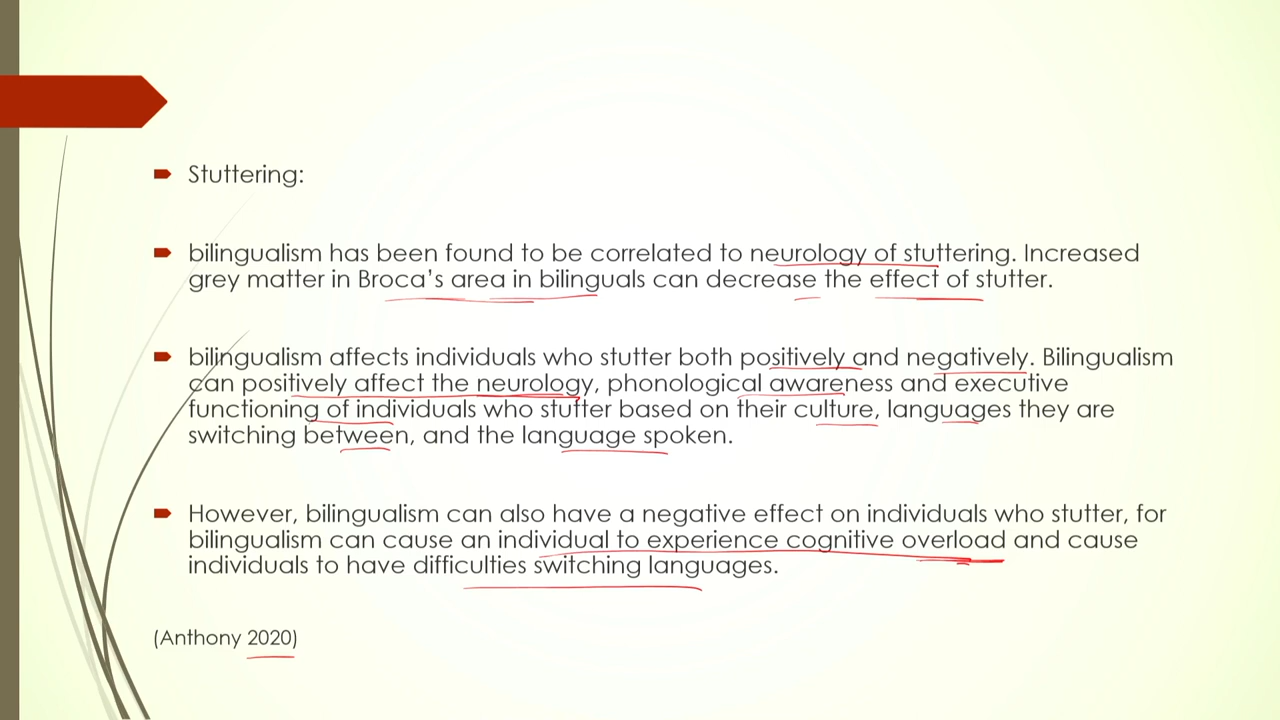 Stuttering:
bilingualism has been found to be correlated to neurology of stuttering. Increased
grey matter in Broca's area in bilinguals can decrease the effect of stutter.
bilingualism affects individuals who stutter both positively and negatively. Bilingualism
can positively affect the neurology, phonological awareness and executive
functioning of individuals who stutter based on their culture, languages they are
switching between, and the language spoken.
However, bilingualism can also have a negative effect on individuals who stutter, for
bilingualism can cause an individual to experience cognitive overload and cause
individuals to have difficulties switching languages.
(Anthony 2020)